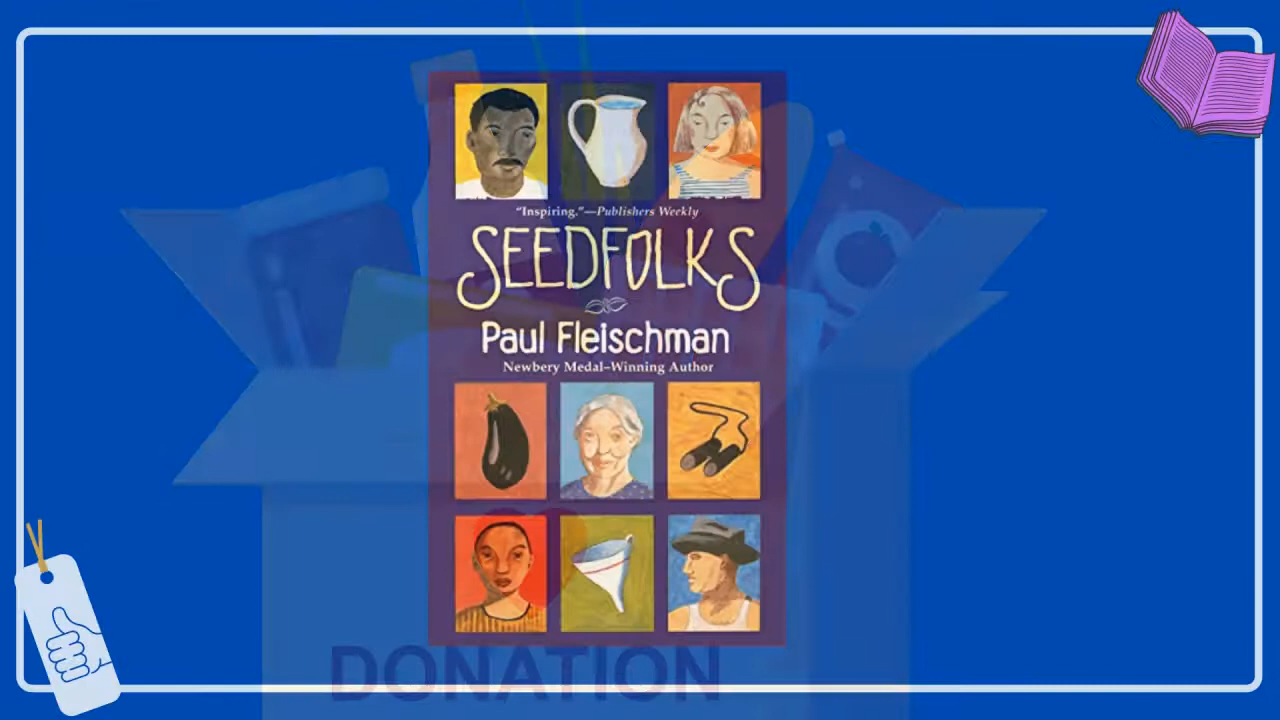 "Inspiring."—Publishers Weekly
SEEDFOLKS
Paul Fleischman
Newbery Medal–Winning Author
DONATION